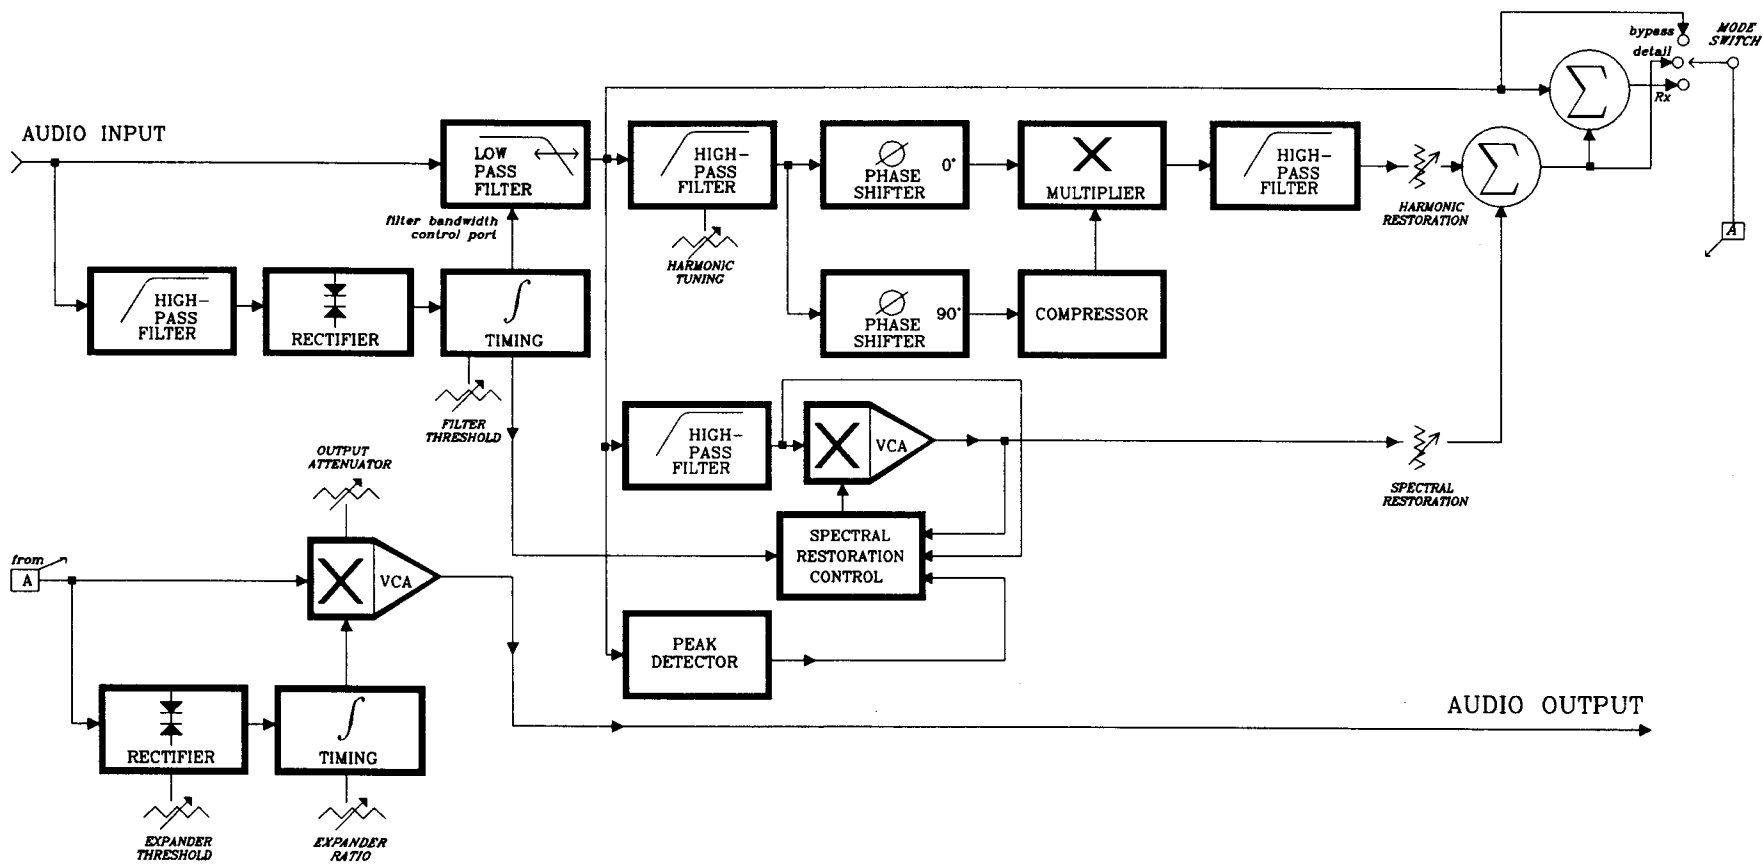 bypass
MODE
SWITCH
detail
Rx
Σ
AUDIO INPUT
LOW
PASS
FILTER
HIGH-
PASS
FILTER
Ø 0°
PHASE
SHIFTER
X
MULTIPLIER
HIGH-
PASS
FILTER
Σ
HARMONIC
RESTORATION
filter bandwidth
control port
HARMONIC
TUNING
A
HIGH-
PASS
FILTER
RECTIFIER
∫
TIMING
Ø 90°
PHASE
SHIFTER
COMPRESSOR
FILTER
THRESHOLD
HIGH-
PASS
FILTER
X VCA
OUTPUT
ATTENUATOR
SPECTRAL
RESTORATION
SPECTRAL
RESTORATION
CONTROL
from
A
X VCA
PEAK
DETECTOR
AUDIO OUTPUT
RECTIFIER
∫
TIMING
EXPANDER
THRESHOLD
EXPANDER
RATIO